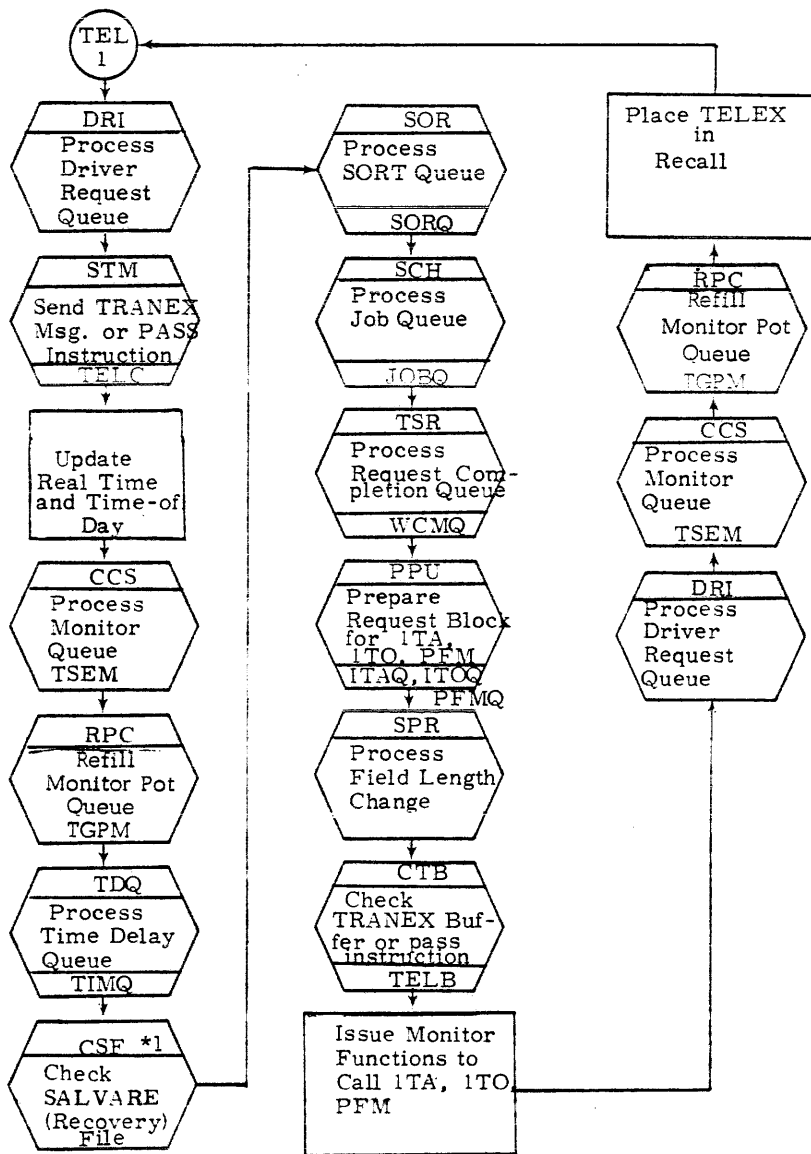 TEL
1
DRI
Process
Driver
Request
Queue
STM
Send TRANEX
Msg. or PASS
Instruction
TELC
Update
Real Time
and Time-of
Day
CCS
Process
Monitor
Queue
TSEM
RPC
Refill
Monitor Pot
Queue
TGPM
TDQ
Process
Time Delay
Queue
TIMQ
CSF *1
Check
SALVARE
(Recovery)
File
SOR
Process
SORT Queue
SORQ
SCH
Process
Job Queue
JOBQ
TSR
Process
Request Com-
pletion Queue
WCMQ
PPU
Prepare
Request Block
for 1TA,
1TO, PFM
ITAQ, ITOQ
PFMQ
SPR
Process
Field Length
Change
CTB
Check
TRANEX Buf-
fer or pass
instruction
TELB
Issue Monitor
Functions to
Call 1TA, 1TO,
PFM
Place TELEX
in
Recall
RPC
Refill
Monitor Pot
Queue
TGPM
CCS
Process
Monitor
Queue
TSEM
DRI
Process
Driver
Request
Queue